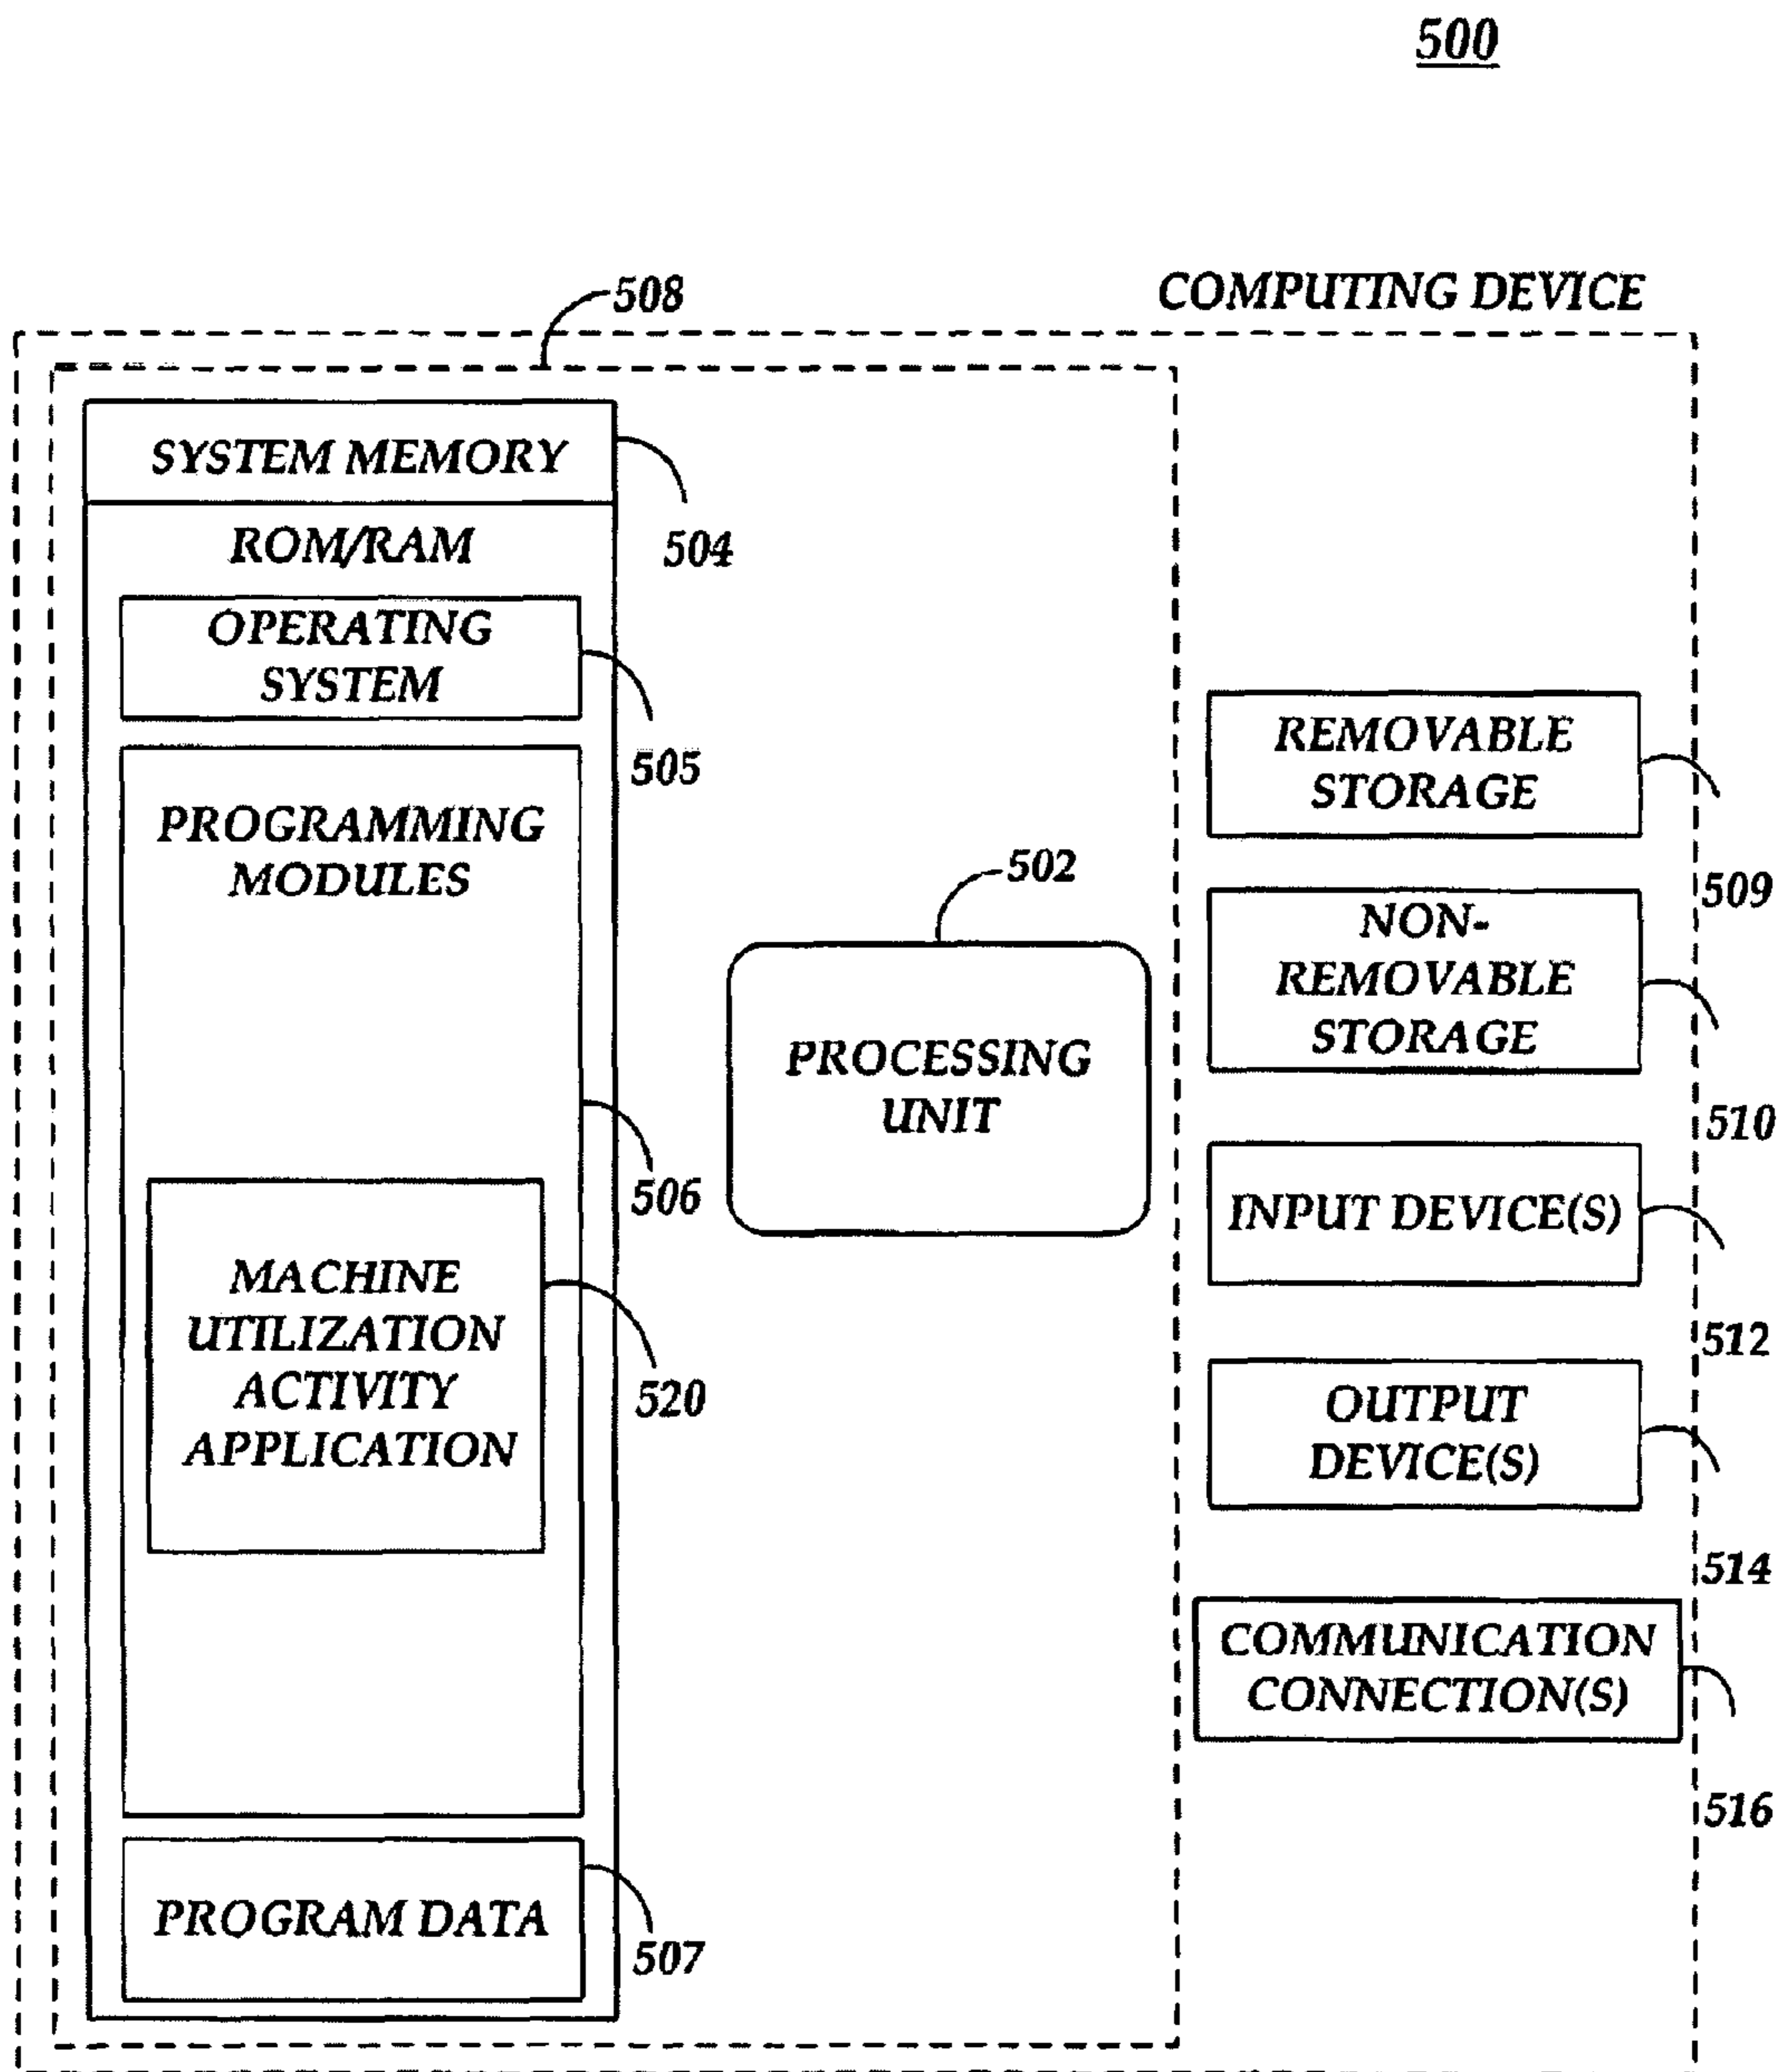 500
COMPUTING DEVICE
508
SYSTEM MEMORY
504
ROM/RAM
OPERATING
SYSTEM
505
PROGRAMMING
MODULES
506
MACHINE
UTILIZATION
ACTIVITY
APPLICATION
520
PROGRAM DATA
507
502
PROCESSING
UNIT
REMOVABLE
STORAGE
509
NON-
REMOVABLE
STORAGE
510
INPUT DEVICE(S)
512
OUTPUT
DEVICE(S)
514
COMMUNICATION
CONNECTION(S)
516